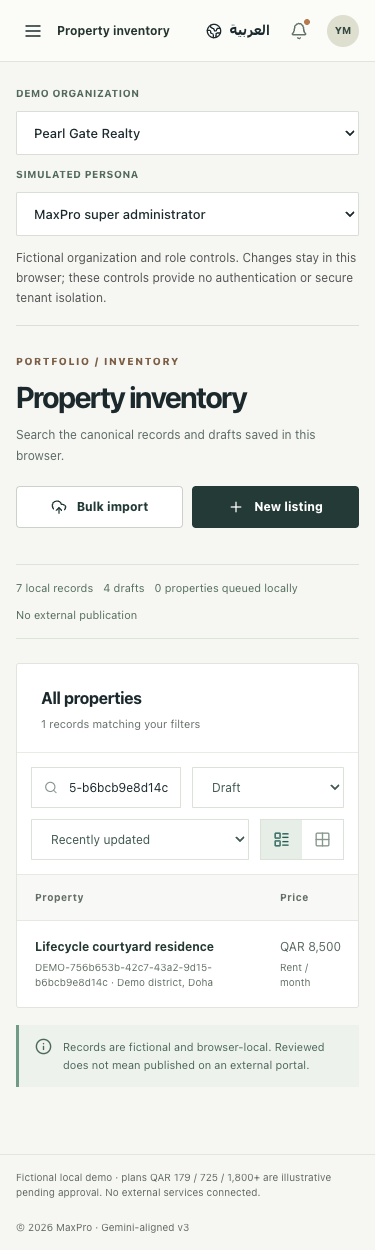 Property inventory
العربية
YM
DEMO ORGANIZATION
Pearl Gate Realty
SIMULATED PERSONA
MaxPro super administrator
Fictional organization and role controls. Changes stay in this
browser; these controls provide no authentication or secure
tenant isolation.
PORTFOLIO / INVENTORY
Property inventory
Search the canonical records and drafts saved in this
browser.
Bulk import
New listing
7 local records 4 drafts 0 properties queued locally
No external publication
All properties
1 records matching your filters
5-b6bcb9e8d14c
Draft
Recently updated
Property Price
Lifecycle courtyard residence QAR 8,500
DEMO-756b653b-42c7-43a2-9d15- Rent /
b6bcb9e8d14c · Demo district, Doha month
Records are fictional and browser-local. Reviewed
does not mean published on an external portal.
Fictional local demo · plans QAR 179 / 725 / 1,800+ are illustrative
pending approval. No external services connected.
© 2026 MaxPro · Gemini-aligned v3